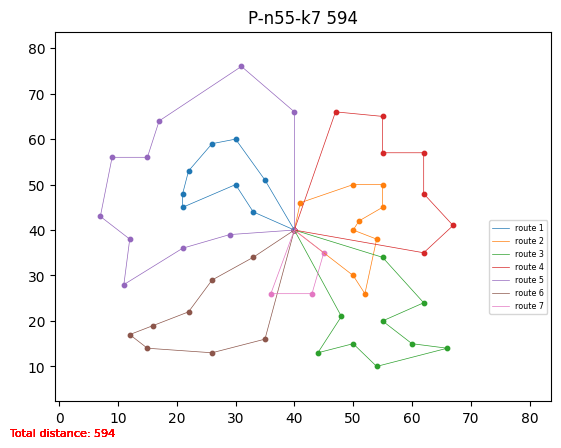 P-n55-k7 594
80
70
60
50
40
30
20
10
0 10 20 30 40 50 60 70 80
route 1
route 2
route 3
route 4
route 5
route 6
route 7
Total distance: 594